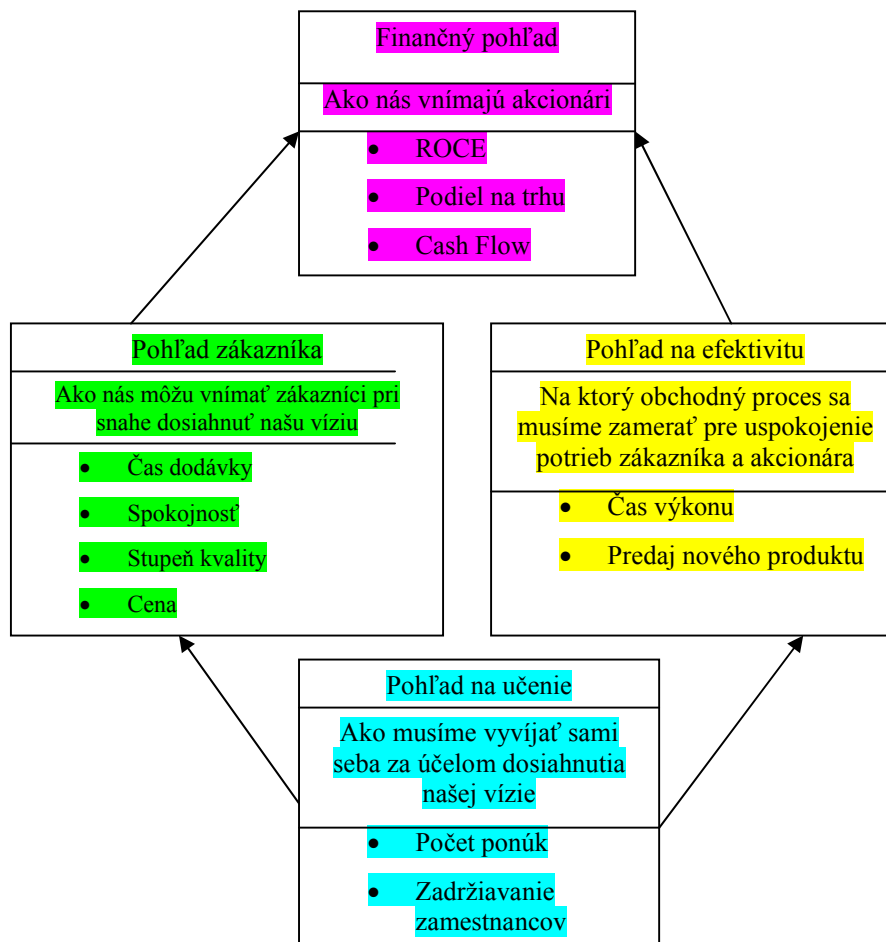 Finančný pohľad
Ako nás vnímajú akcionári
• ROCE
• Podiel na trhu
• Cash Flow
Pohľad zákazníka
Ako nás môžu vnímať zákazníci pri
snahe dosiahnuť našu víziu
• Čas dodávky
• Spokojnosť
• Stupeň kvality
• Cena
Pohľad na efektivitu
Na ktorý obchodný proces sa
musíme zamerať pre uspokojenie
potrieb zákazníka a akcionára
• Čas výkonu
• Predaj nového produktu
Pohľad na učenie
Ako musíme vyvíjať sami
seba za účelom dosiahnutia
našej vízie
• Počet ponúk
• Zadržiavanie
zamestnancov